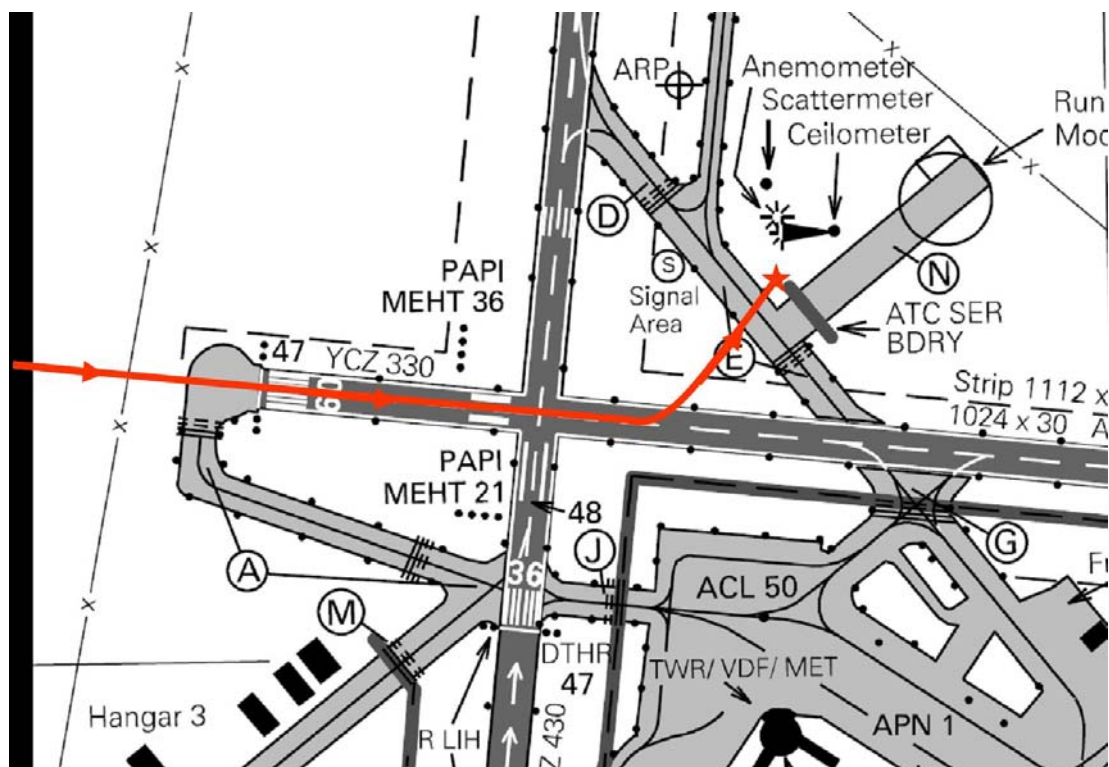 ARP
Anemometer
Scattermeter
Ceilometer
Run
D
S
Signal
Area
N
ATC SER
BDRY
PAPI
MEHT 36
47
YCZ 330
09
E
Strip 1112 x
1024 x 30
A
PAPI
MEHT 21
48
36
J
G
A
M
ACL 50
DTHR
47
TWR/ VDF/ MET
Hangar 3
R LIH
Z 430
APN 1